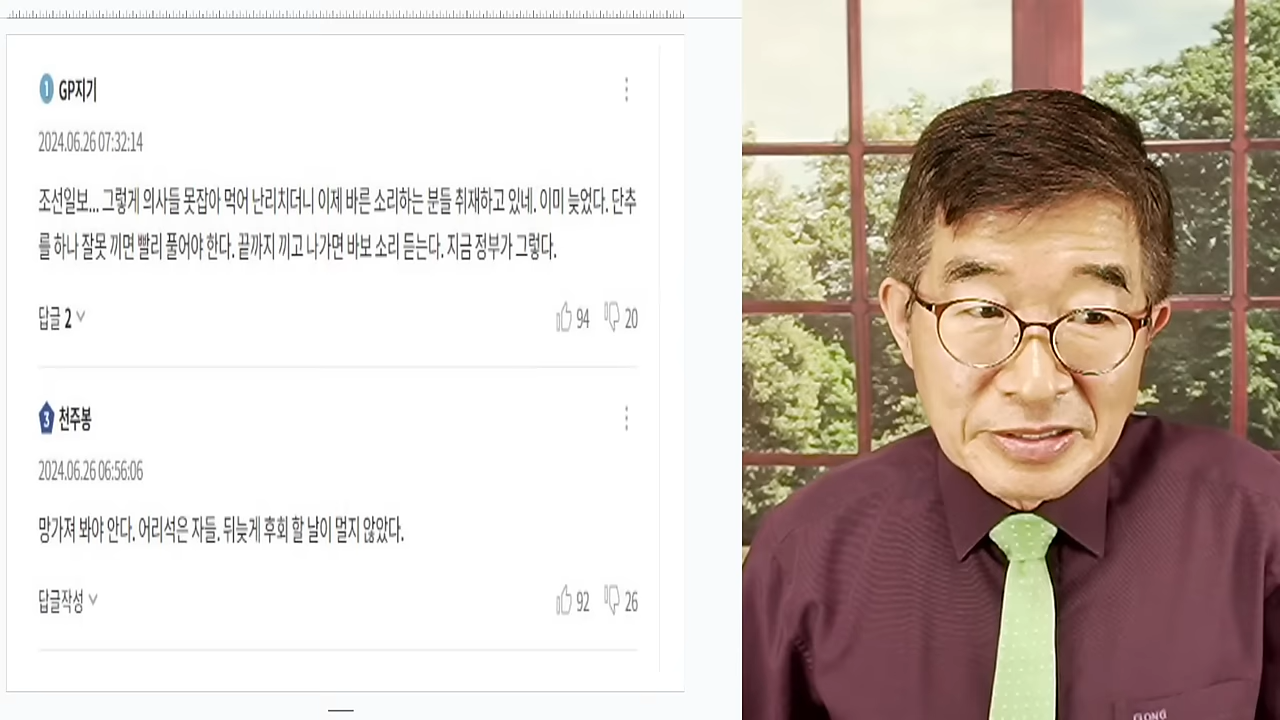 1 GP지기
2024.06.26 07:32:14
조선일보... 그렇게 의사들 못잡아 먹어 난리치더니 이제 바른 소리하는 분들 취재하고 있네. 이미 늦었다. 단추
를 하나 잘못 끼면 빨리 풀어야 한다. 끝까지 끼고 나가면 바보 소리 듣는다. 지금 정부가 그렇다.
답글 2
94 20
3 천주봉
2024.06.26 06:56:06
망가져 봐야 안다. 어리석은 자들. 뒤늦게 후회 할 날이 멀지 않았다.
답글작성
92 26